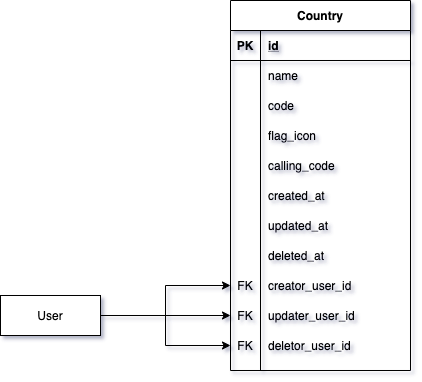 Country
PK id
name
code
flag_icon
calling_code
created_at
updated_at
deleted_at
FK creator_user_id
User FK updater_user_id
FK deletor_user_id